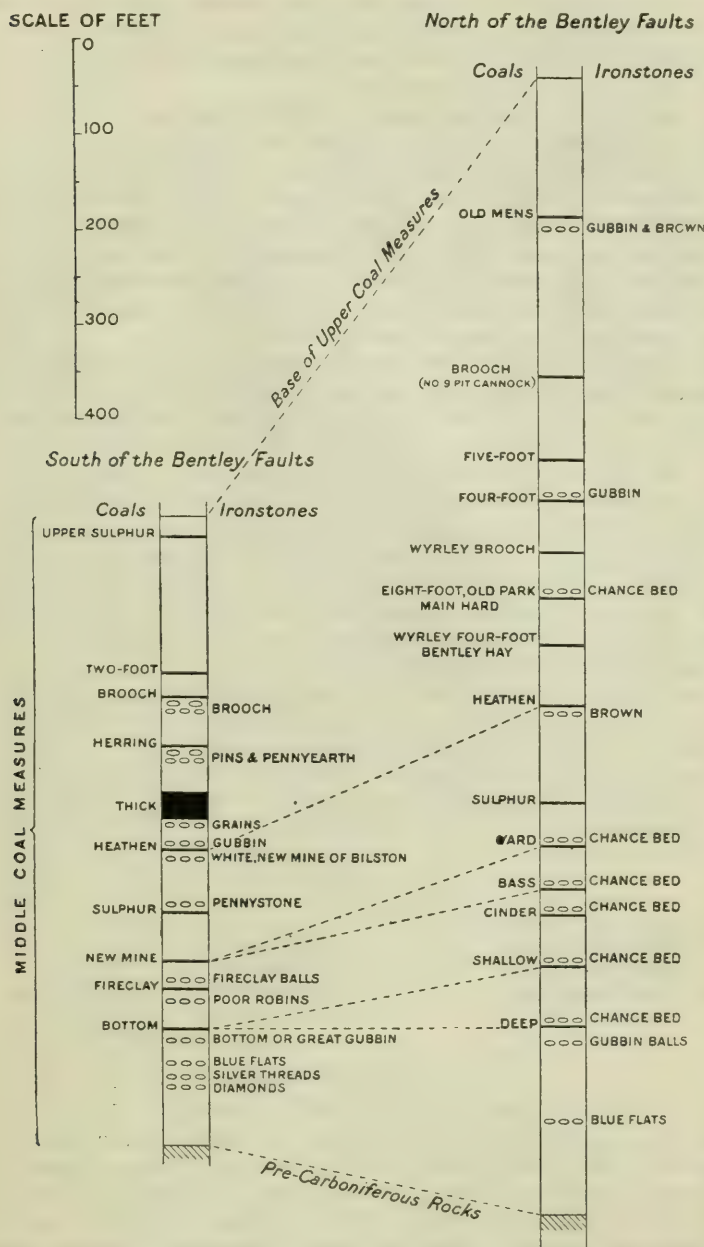 SCALE OF FEET
0
100
200
300
400
North of the Bentley Faults
Coals
Ironstones
OLD MENS
GUBBIN & BROWN
BROOCH
(NO 9 PIT CANNOCK)
FIVE-FOOT
FOUR-FOOT
GUBBIN
WYRLEY BROOCH
EIGHT-FOOT, OLD PARK
MAIN HARD
CHANCE BED
WYRLEY FOUR-FOOT
BENTLEY HAY
HEATHEN
BROWN
SULPHUR
YARD
CHANCE BED
BASS
CHANCE BED
CINDER
CHANCE BED
SHALLOW
CHANCE BED
DEEP
CHANCE BED
GUBBIN BALLS
BLUE FLATS
Base of Upper Coal Measures
South of the Bentley Faults
Coals
Ironstones
MIDDLE COAL MEASURES
UPPER SULPHUR
TWO-FOOT
BROOCH
BROOCH
HERRING
PINS & PENNYEARTH
THICK
GRAINS
GUBBIN
HEATHEN
WHITE, NEW MINE OF BILSTON
PENNYSTONE
SULPHUR
NEW MINE
FIRECLAY BALLS
FIRECLAY
POOR ROBINS
BOTTOM
BOTTOM OR GREAT GUBBIN
BLUE FLATS
SILVER THREADS
DIAMONDS
Pre-Carboniferous Rocks